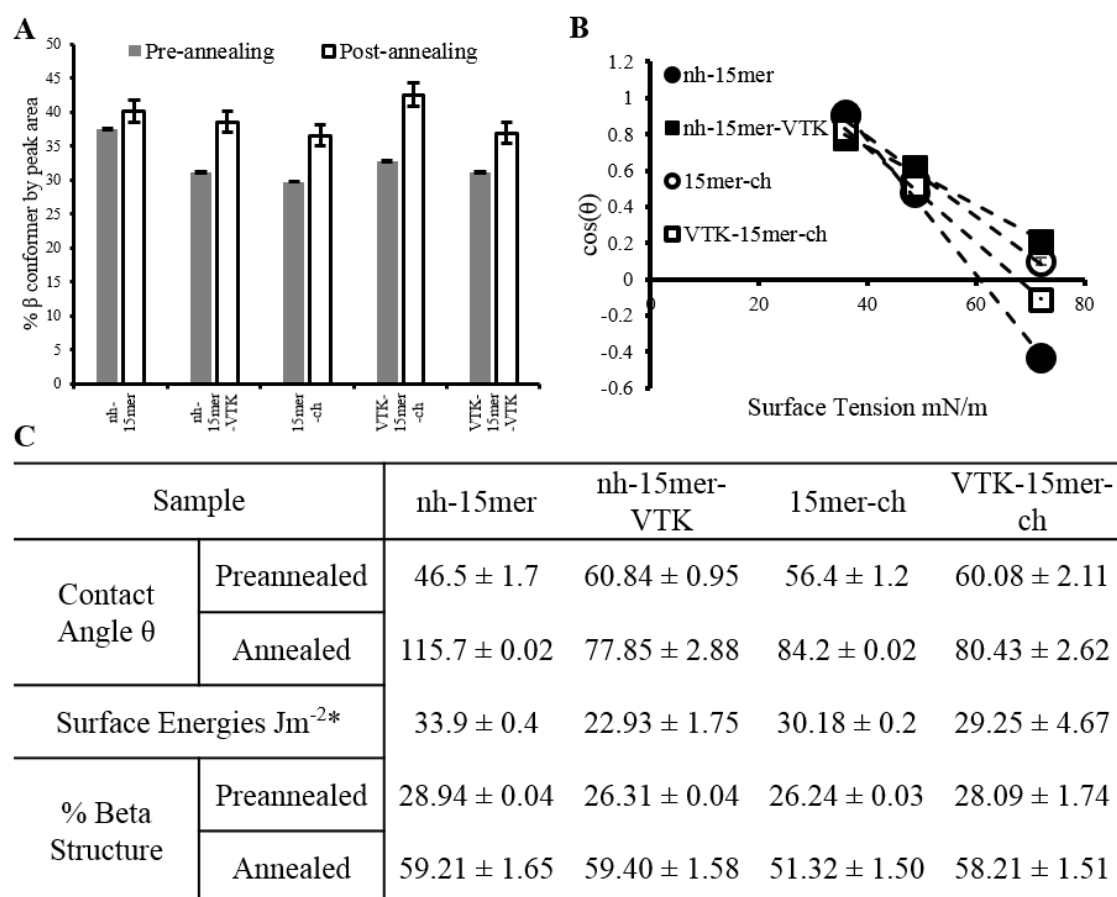 A
50
45
40
35
30
25
20
15
10
5
0
% β conformer by peak area
Pre-annealing
Post-annealing
nh-
15mer
nh-
15mer
-VTK
15mer
-ch
VTK-
15mer
-ch
VTK-
15mer
-VTK
B
1.2
1
0.8
0.6
0.4
0.2
0
-0.2
-0.4
-0.6
cos(θ)
nh-15mer
nh-15mer-VTK
15mer-ch
VTK-15mer-ch
0 20 40 60 80
Surface Tension mN/m
C
Sample
nh-15mer
nh-15mer-
VTK
15mer-ch
VTK-15mer-
ch
Contact
Angle θ
Preannealed 46.5 ± 1.7 60.84 ± 0.95 56.4 ± 1.2 60.08 ± 2.11
Annealed 115.7 ± 0.02 77.85 ± 2.88 84.2 ± 0.02 80.43 ± 2.62
Surface Energies Jm⁻²* 33.9 ± 0.4 22.93 ± 1.75 30.18 ± 0.2 29.25 ± 4.67
% Beta
Structure
Preannealed 28.94 ± 0.04 26.31 ± 0.04 26.24 ± 0.03 28.09 ± 1.74
Annealed 59.21 ± 1.65 59.40 ± 1.58 51.32 ± 1.50 58.21 ± 1.51